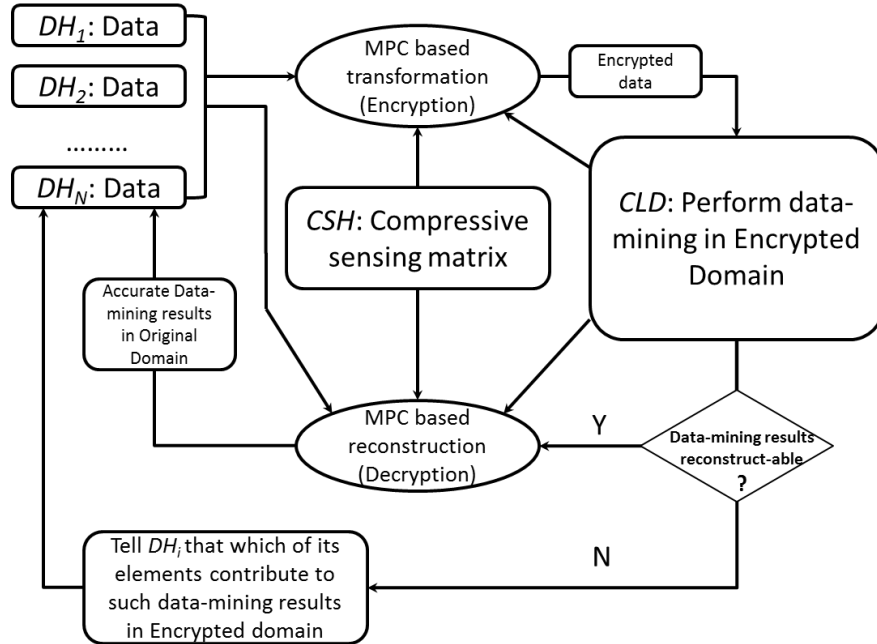 DH1: Data
DH2: Data
.........
DHN: Data
MPC based
transformation
(Encryption)
Encrypted
data
CSH: Compressive
sensing matrix
CLD: Perform data-
mining in Encrypted
Domain
Accurate Data-
mining results
in Original
Domain
MPC based
reconstruction
(Decryption)
Y
Data-mining results
reconstruct-able
?
N
Tell DHi that which of its
elements contribute to
such data-mining results
in Encrypted domain